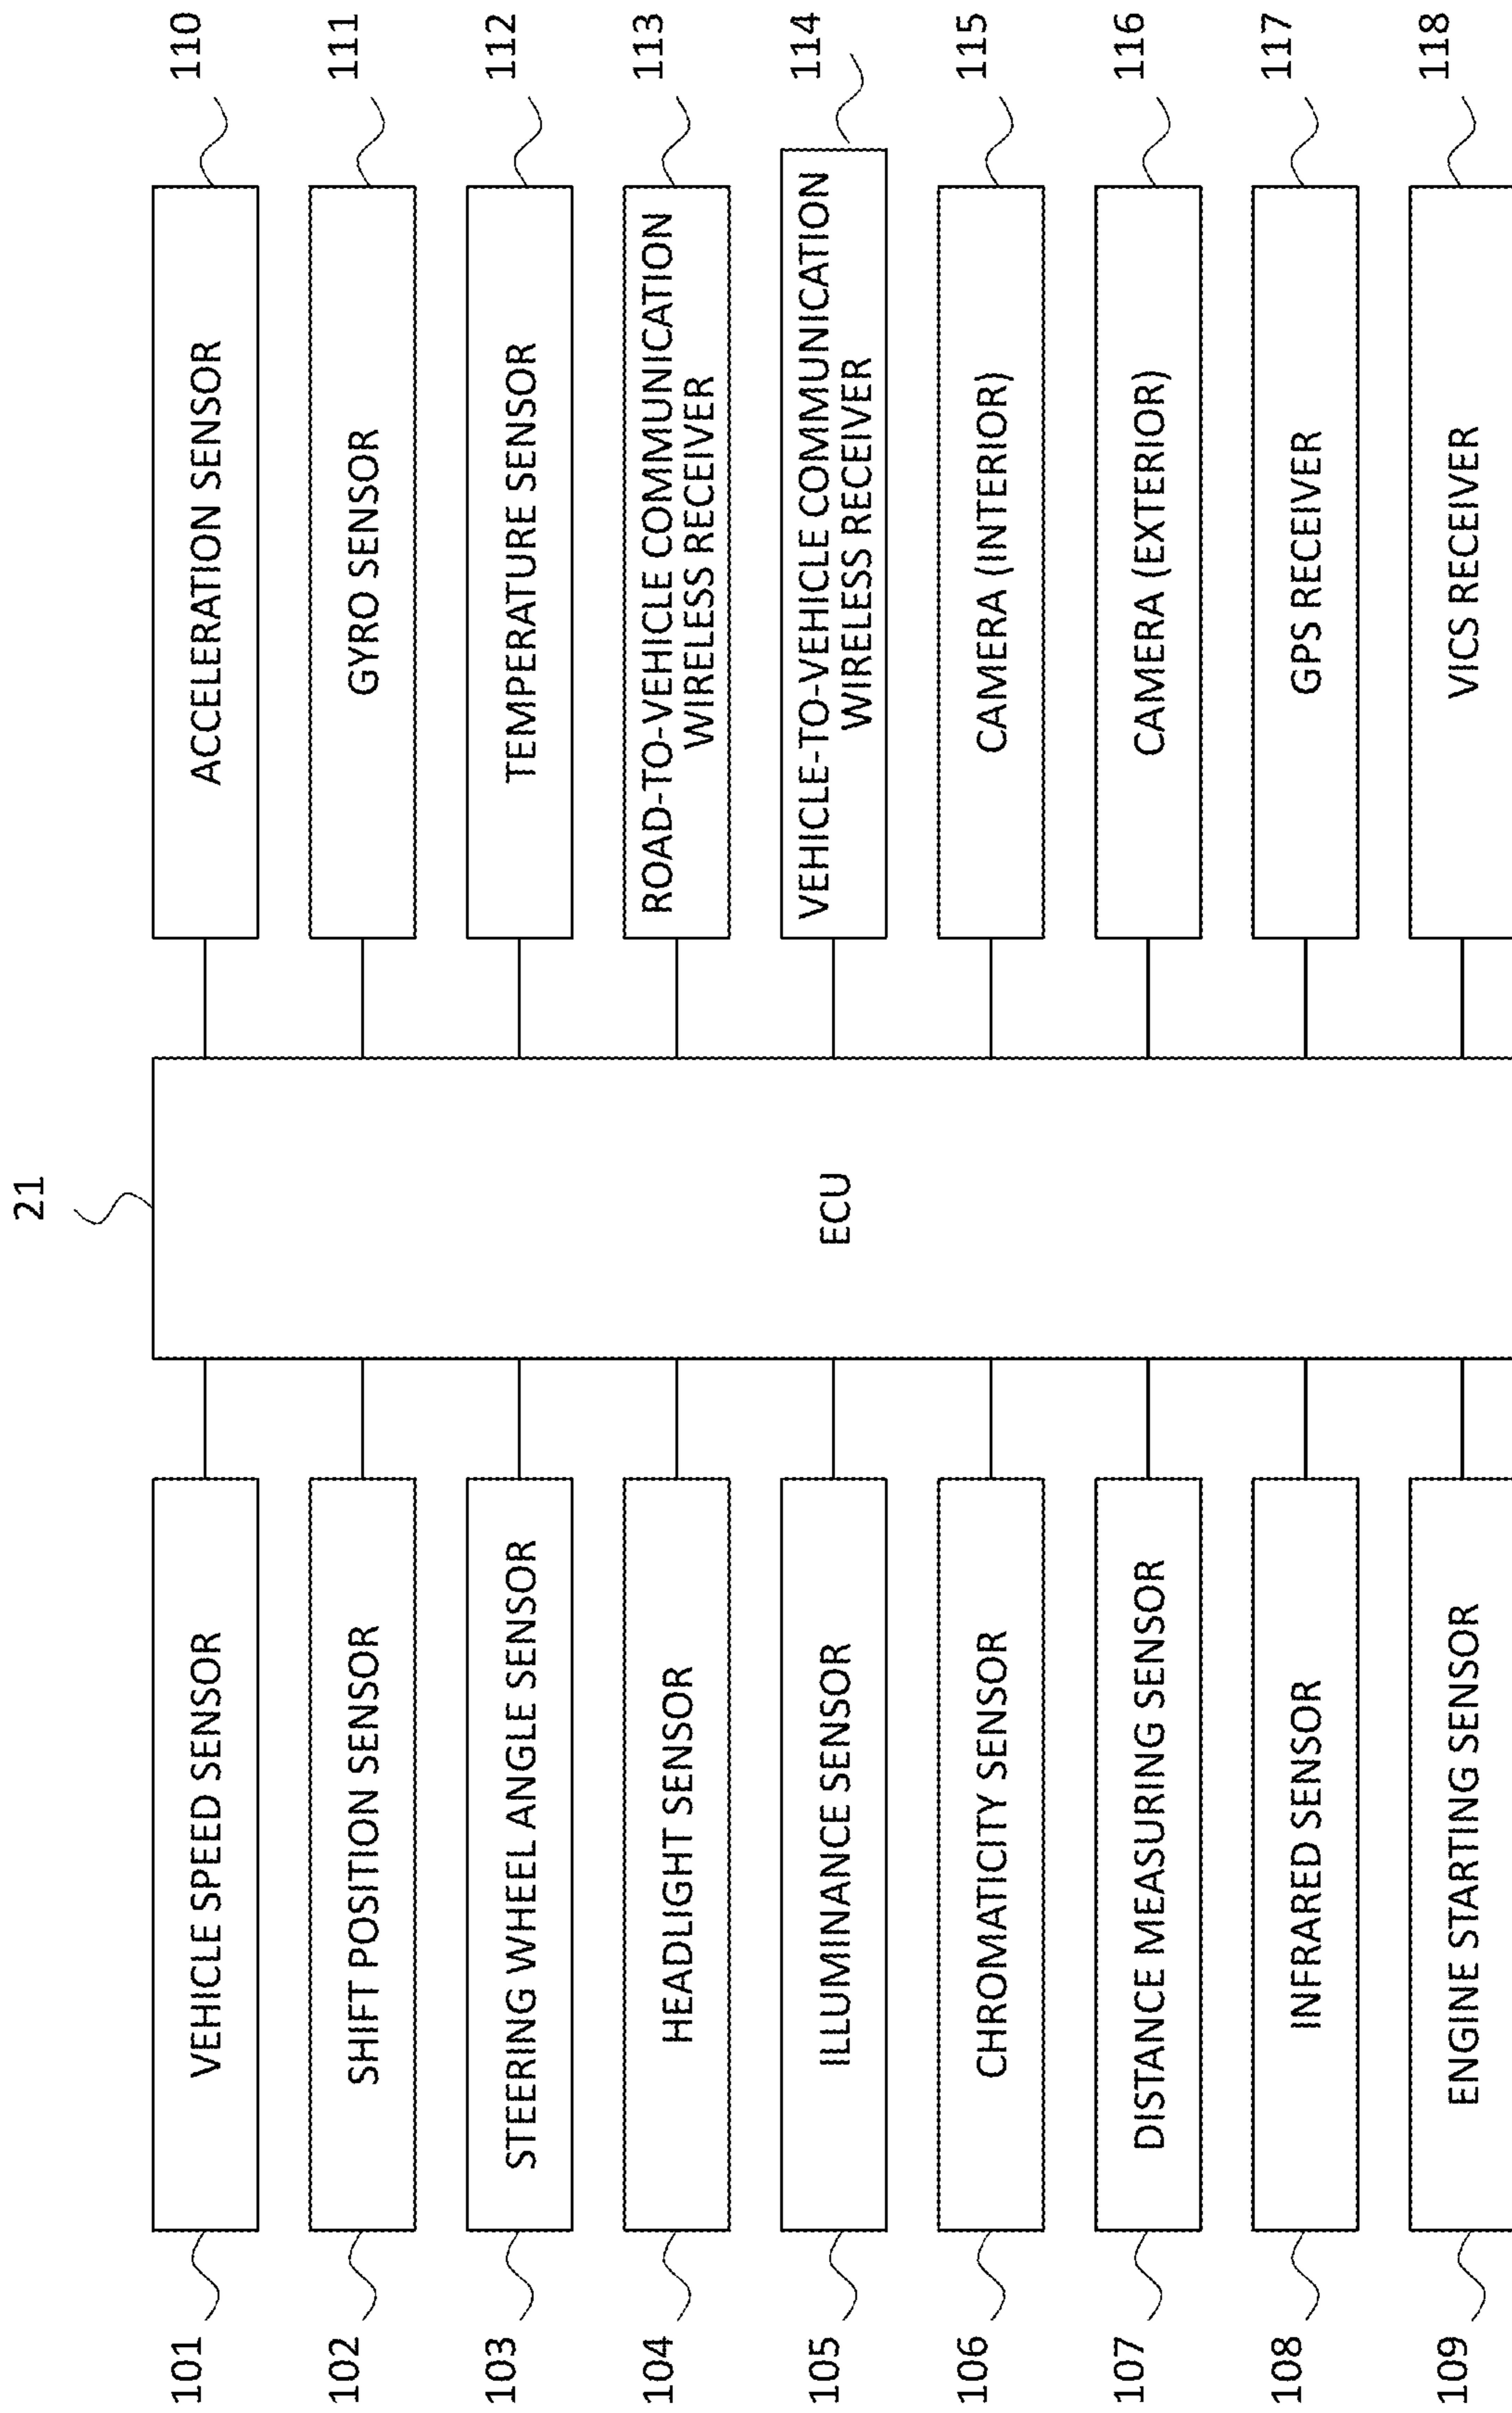 21
101
VEHICLE SPEED SENSOR
102
SHIFT POSITION SENSOR
103
STEERING WHEEL ANGLE SENSOR
104
HEADLIGHT SENSOR
105
ILLUMINANCE SENSOR
106
CHROMATICITY SENSOR
107
DISTANCE MEASURING SENSOR
108
INFRARED SENSOR
109
ENGINE STARTING SENSOR
ECU
ACCELERATION SENSOR
110
GYRO SENSOR
111
TEMPERATURE SENSOR
112
ROAD-TO-VEHICLE COMMUNICATION
WIRELESS RECEIVER
113
VEHICLE-TO-VEHICLE COMMUNICATION
WIRELESS RECEIVER
114
CAMERA (INTERIOR)
115
CAMERA (EXTERIOR)
116
GPS RECEIVER
117
VICS RECEIVER
118